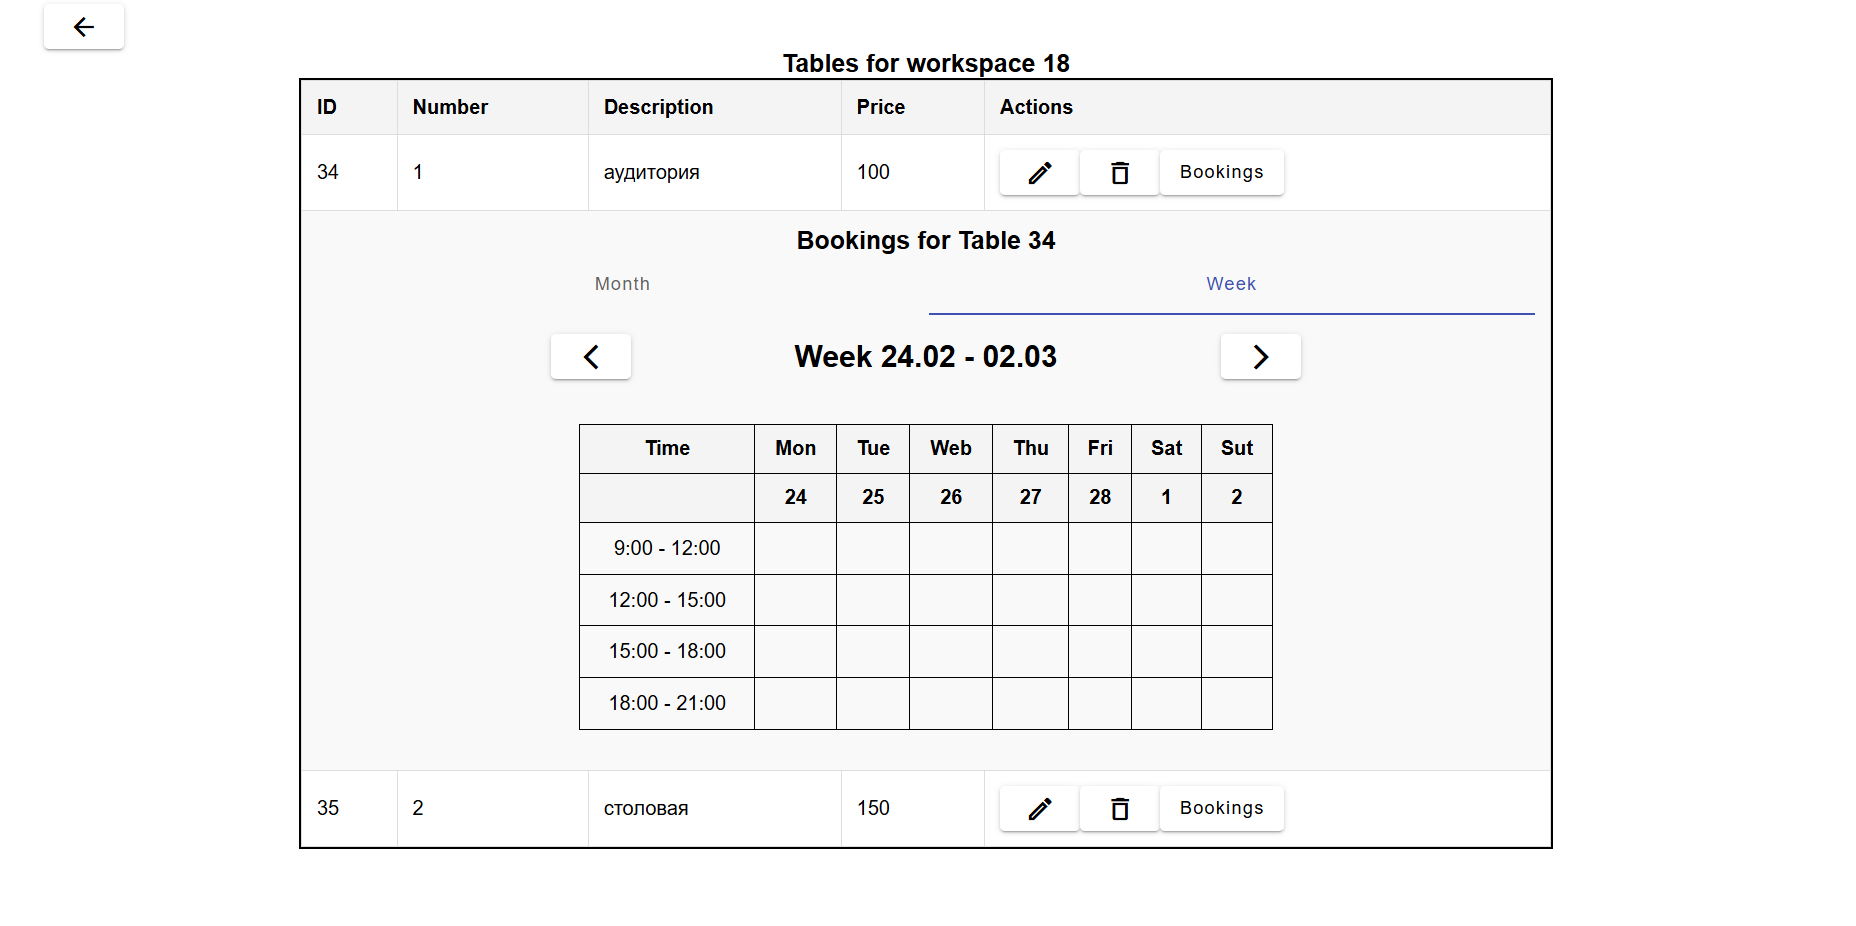 Tables for workspace 18
ID Number Description Price Actions
34 1 аудитория 100 Bookings
Bookings for Table 34
Month Week
Week 24.02 - 02.03
Time Mon Tue Web Thu Fri Sat Sut
24 25 26 27 28 1 2
9:00 - 12:00
12:00 - 15:00
15:00 - 18:00
18:00 - 21:00
35 2 столовая 150 Bookings